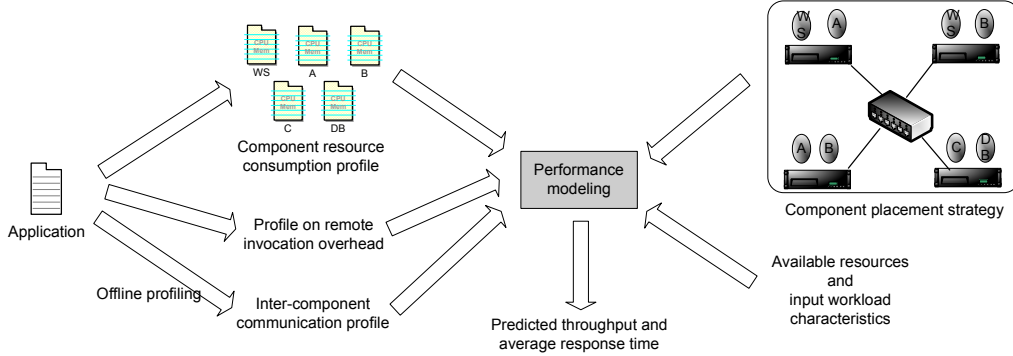 CPU
Mem
WS
CPU
Mem
A
CPU
Mem
B
CPU
Mem
C
CPU
Mem
DB
Component resource
consumption profile
Application
Profile on remote
invocation overhead
Offline profiling
Inter-component
communication profile
Performance
modeling
Predicted throughput and
average response time
WS
A
WS
B
A
B
C
DB
Component placement strategy
Available resources
and
input workload
characteristics